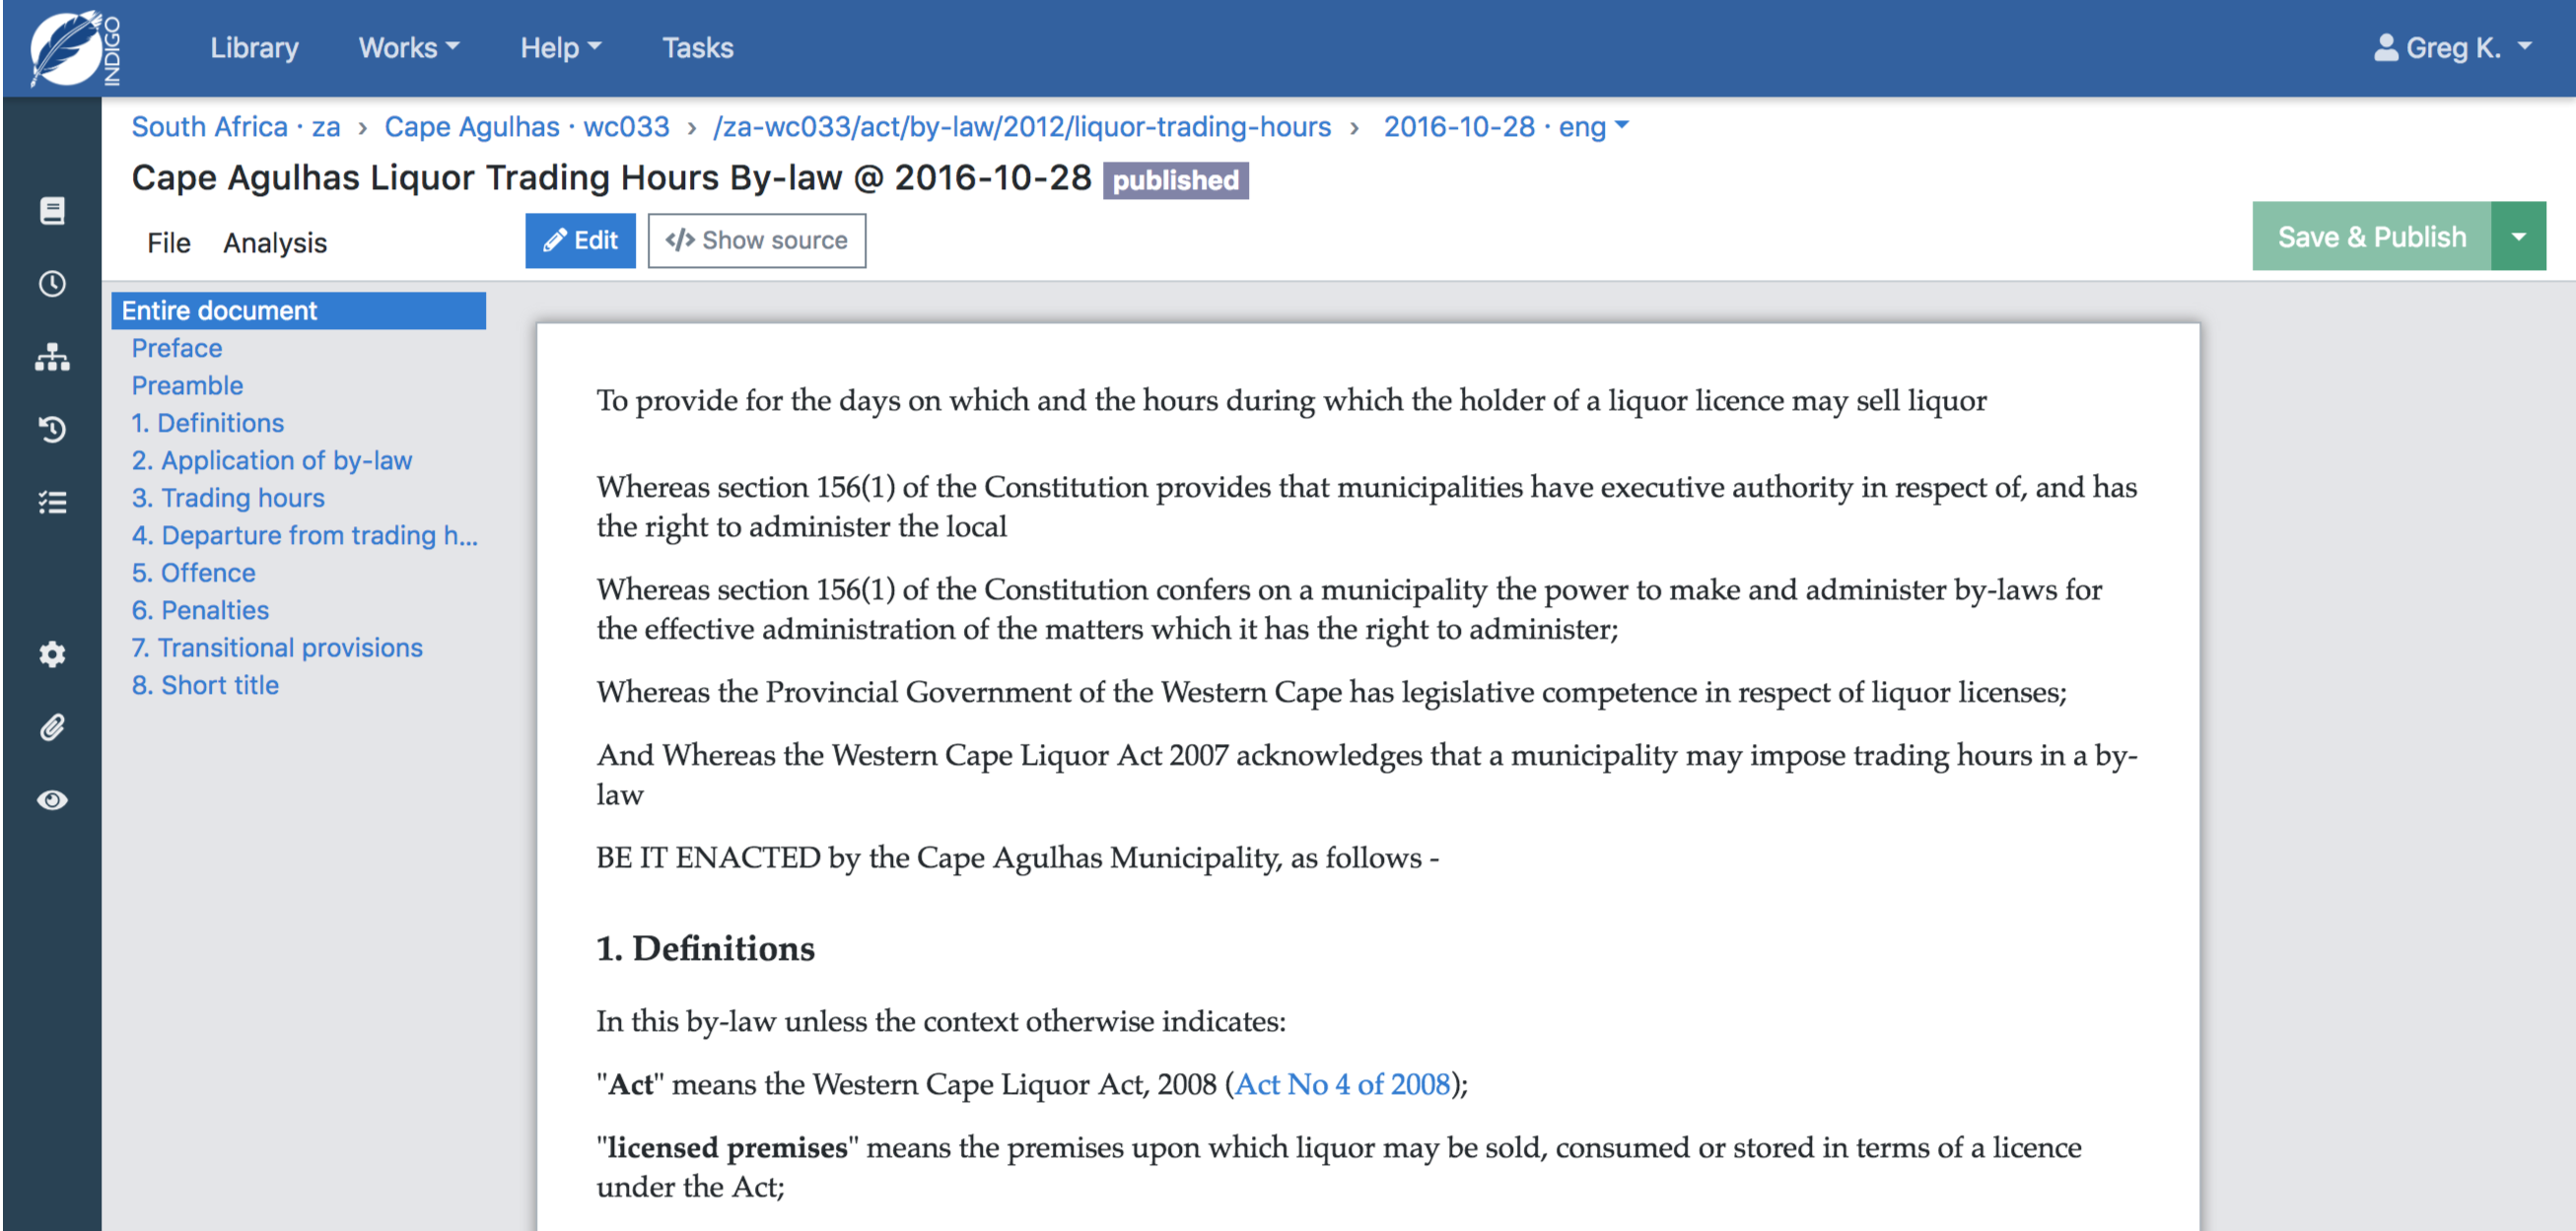 INDIGO
Library Works Help Tasks Greg K.
South Africa · za › Cape Agulhas · wc033 › /za-wc033/act/by-law/2012/liquor-trading-hours › 2016-10-28 · eng
Cape Agulhas Liquor Trading Hours By-law @ 2016-10-28 published
File Analysis Edit </> Show source Save & Publish
Entire document
Preface
Preamble
1. Definitions
2. Application of by-law
3. Trading hours
4. Departure from trading h...
5. Offence
6. Penalties
7. Transitional provisions
8. Short title
To provide for the days on which and the hours during which the holder of a liquor licence may sell liquor
Whereas section 156(1) of the Constitution provides that municipalities have executive authority in respect of, and has
the right to administer the local
Whereas section 156(1) of the Constitution confers on a municipality the power to make and administer by-laws for
the effective administration of the matters which it has the right to administer;
Whereas the Provincial Government of the Western Cape has legislative competence in respect of liquor licenses;
And Whereas the Western Cape Liquor Act 2007 acknowledges that a municipality may impose trading hours in a by-
law
BE IT ENACTED by the Cape Agulhas Municipality, as follows -
1. Definitions
In this by-law unless the context otherwise indicates:
"Act" means the Western Cape Liquor Act, 2008 (Act No 4 of 2008);
"licensed premises" means the premises upon which liquor may be sold, consumed or stored in terms of a licence
under the Act;